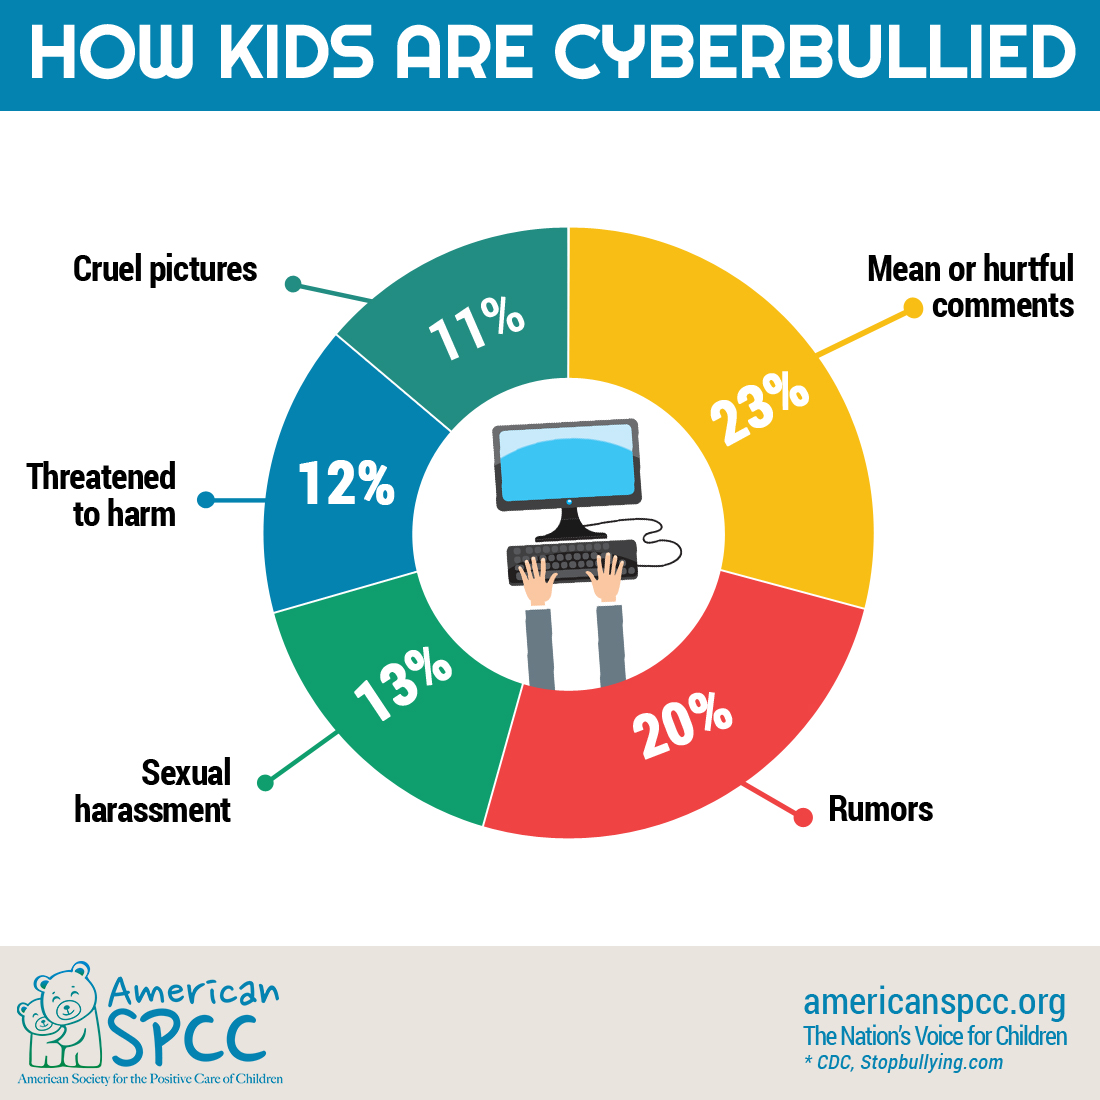 HOW KIDS ARE CYBERBULLIED
Cruel pictures
Mean or hurtful
comments
11%
23%
Threatened
to harm
12%
13%
20%
Sexual
harassment
Rumors
American
SPCC
American Society for the Positive Care of Children
americanspcc.org
The Nation's Voice for Children
* CDC, Stopbullying.com